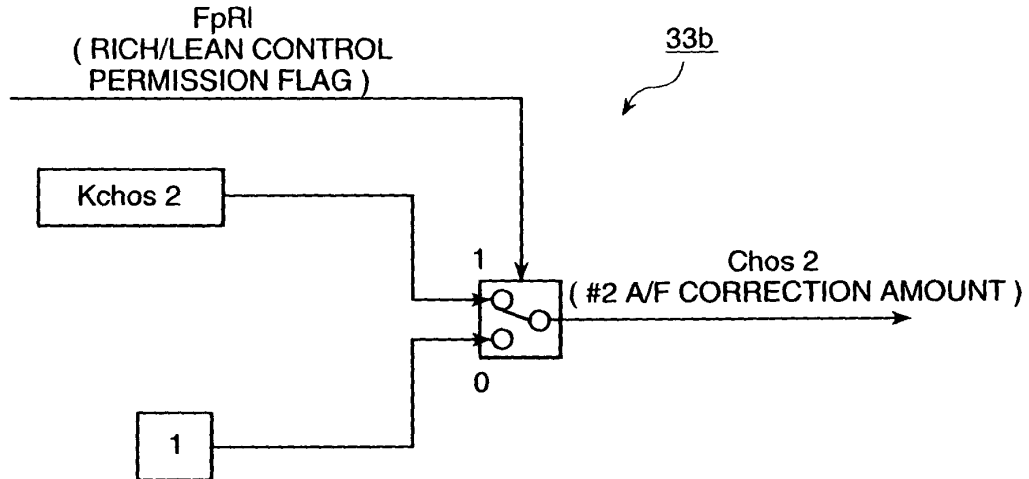 FpRl
( RICH/LEAN CONTROL
PERMISSION FLAG )
33b
Kchos 2
1
Chos 2
( #2 A/F CORRECTION AMOUNT )
0
1